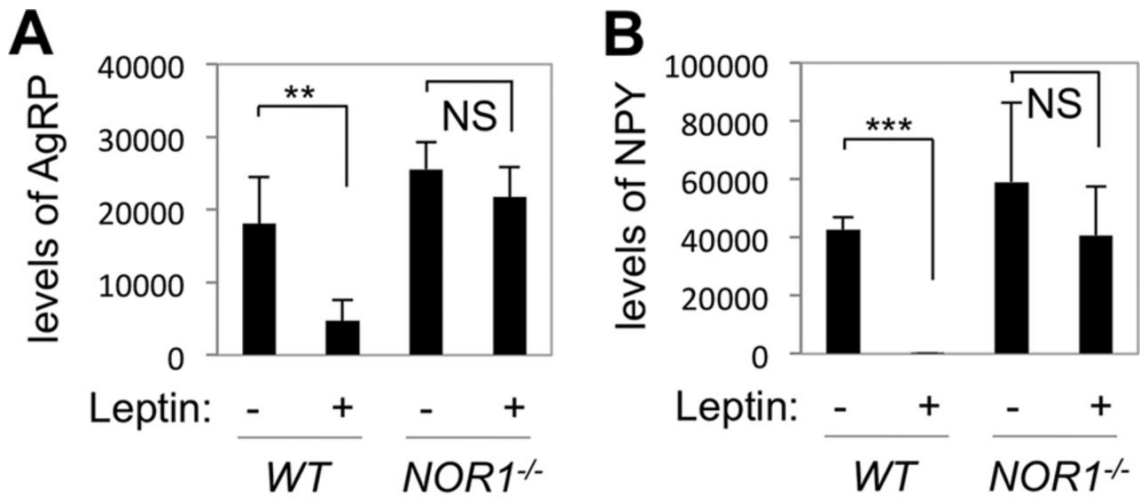 A
levels of AgRP
40000
30000
20000
10000
0
**
NS
Leptin: - + - +
WT NOR1-/-
B
levels of NPY
100000
80000
60000
40000
20000
0
***
NS
Leptin: - + - +
WT NOR1-/-